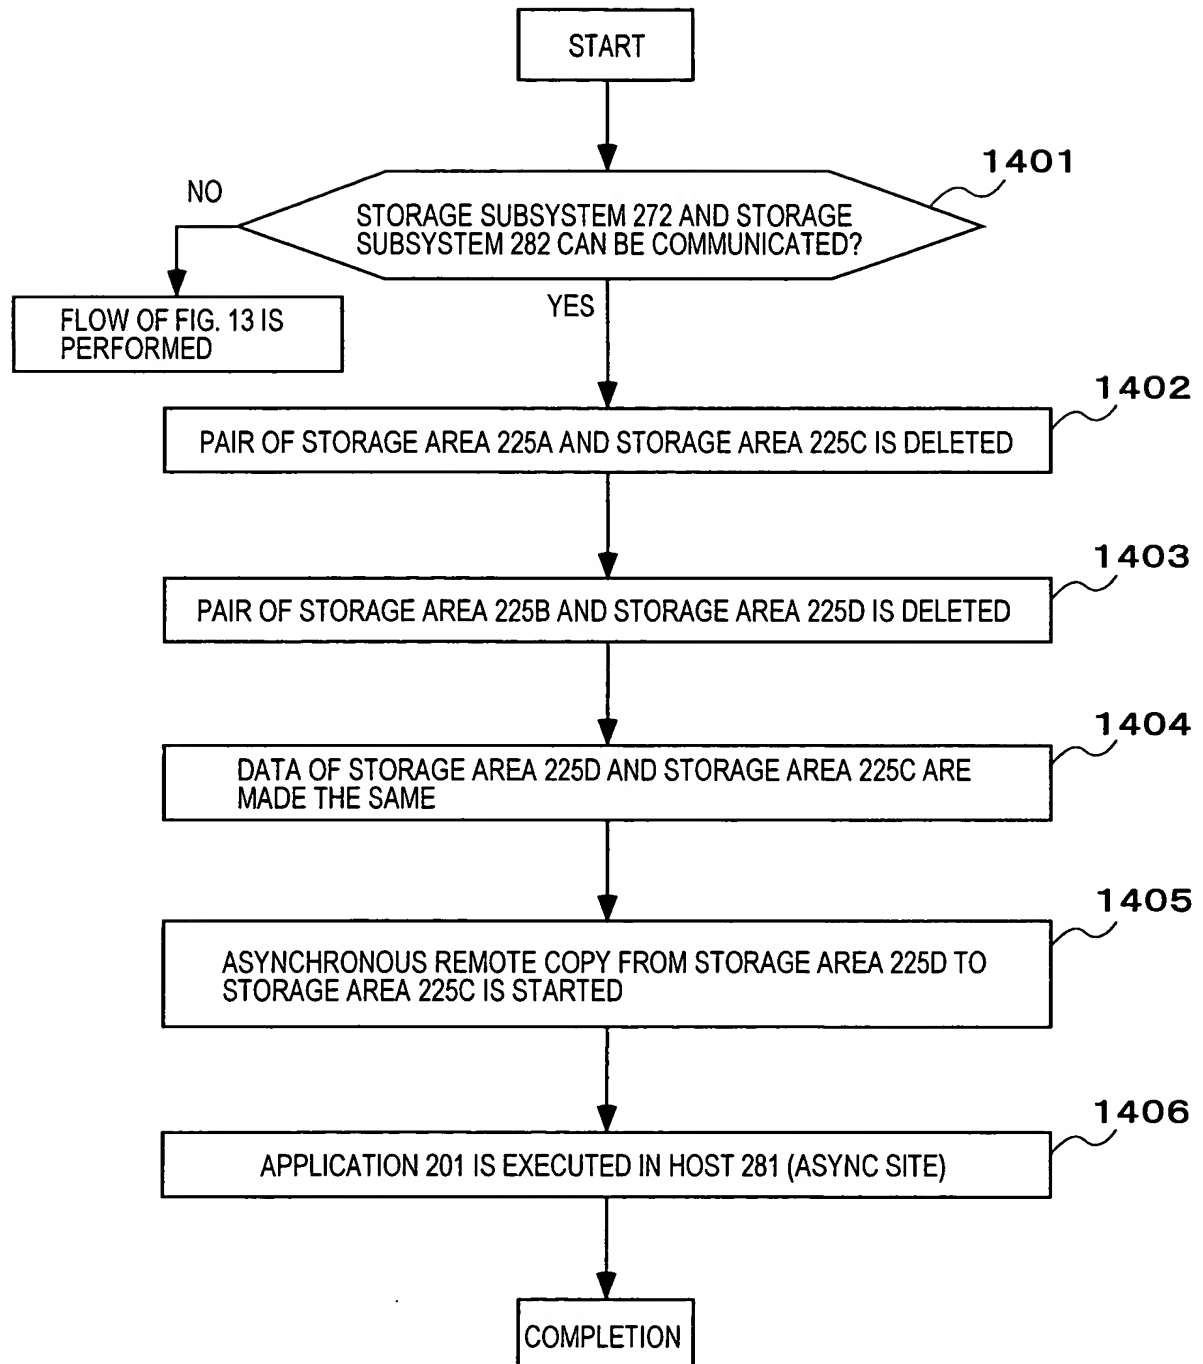 START
1401
NO
STORAGE SUBSYSTEM 272 AND STORAGE
SUBSYSTEM 282 CAN BE COMMUNICATED?
YES
FLOW OF FIG. 13 IS
PERFORMED
1402
PAIR OF STORAGE AREA 225A AND STORAGE AREA 225C IS DELETED
1403
PAIR OF STORAGE AREA 225B AND STORAGE AREA 225D IS DELETED
1404
DATA OF STORAGE AREA 225D AND STORAGE AREA 225C ARE
MADE THE SAME
1405
ASYNCHRONOUS REMOTE COPY FROM STORAGE AREA 225D TO
STORAGE AREA 225C IS STARTED
1406
APPLICATION 201 IS EXECUTED IN HOST 281 (ASYNC SITE)
COMPLETION